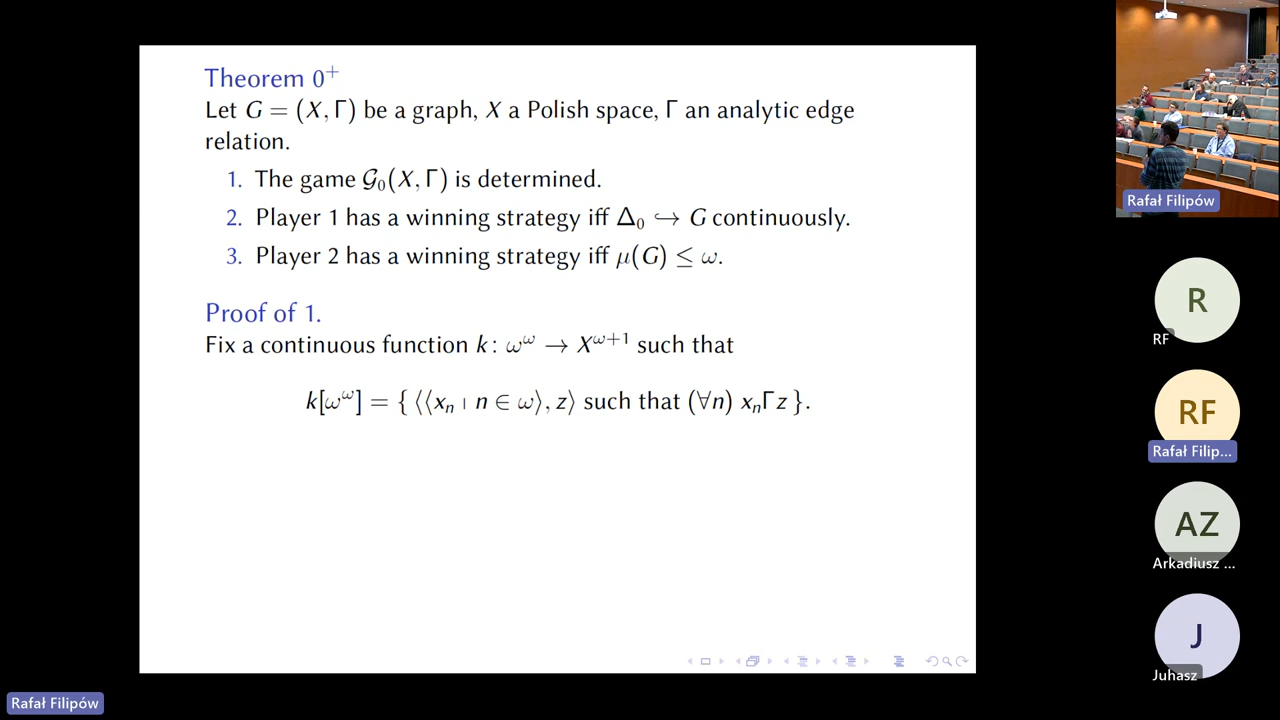 Theorem 0⁺
Let G = (X, Γ) be a graph, X a Polish space, Γ an analytic edge
relation.
1. The game 𝒢₀(X, Γ) is determined.
2. Player 1 has a winning strategy iff Δ₀ ↪ G continuously.
3. Player 2 has a winning strategy iff μ(G) ≤ ω.
Proof of 1.
Fix a continuous function k: ω^ω → X^{ω+1} such that
k[ω^ω] = { ⟨⟨xₙ ı n ∈ ω⟩, z⟩ such that (∀n) xₙΓz }.
Rafał Filipów
Rafał Filipów
R
RF
RF
Rafał Filip...
AZ
Arkadiusz ...
J
Juhasz